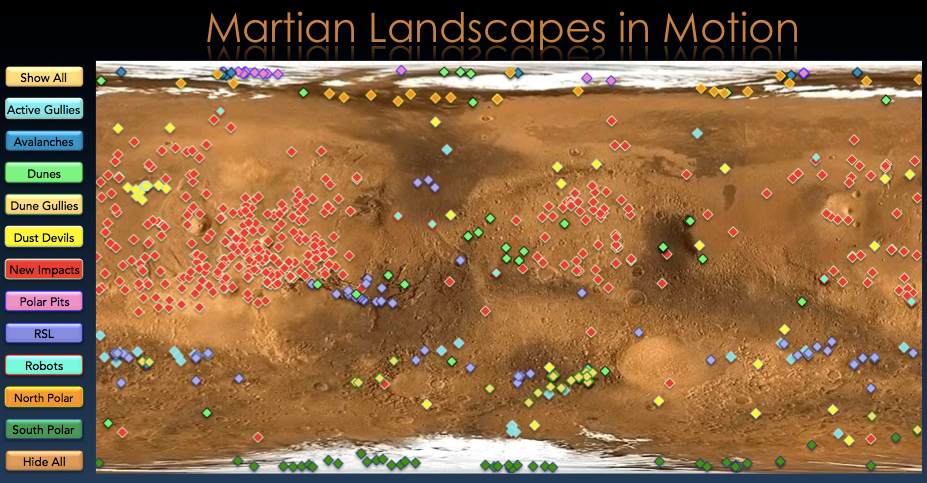 Martian Landscapes in Motion
Show All
Active Gullies
Avalanches
Dunes
Dune Gullies
Dust Devils
New Impacts
Polar Pits
RSL
Robots
North Polar
South Polar
Hide All